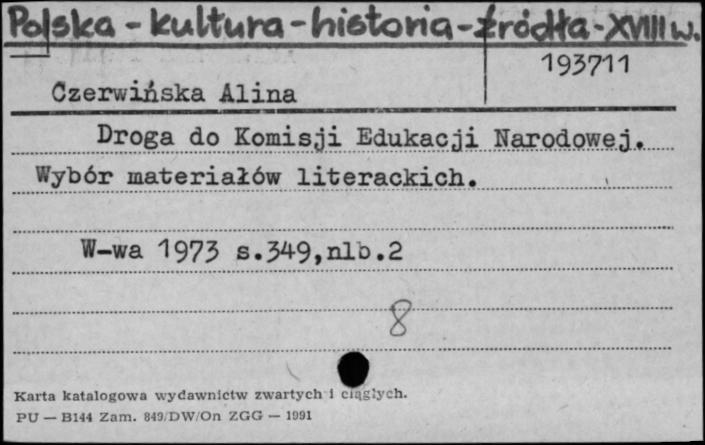 Polska - kultura - historia - źródła - XVIII w.
193711
Czerwińska Alina
Droga do Komisji Edukacji Narodowej.
Wybór materiałów literackich.
W-wa 1973 s.349,nlb.2
8
Karta katalogowa wydawnictw zwartych i ciągłych.
PU — B144 Zam. 849/DW/On ZGG — 1991